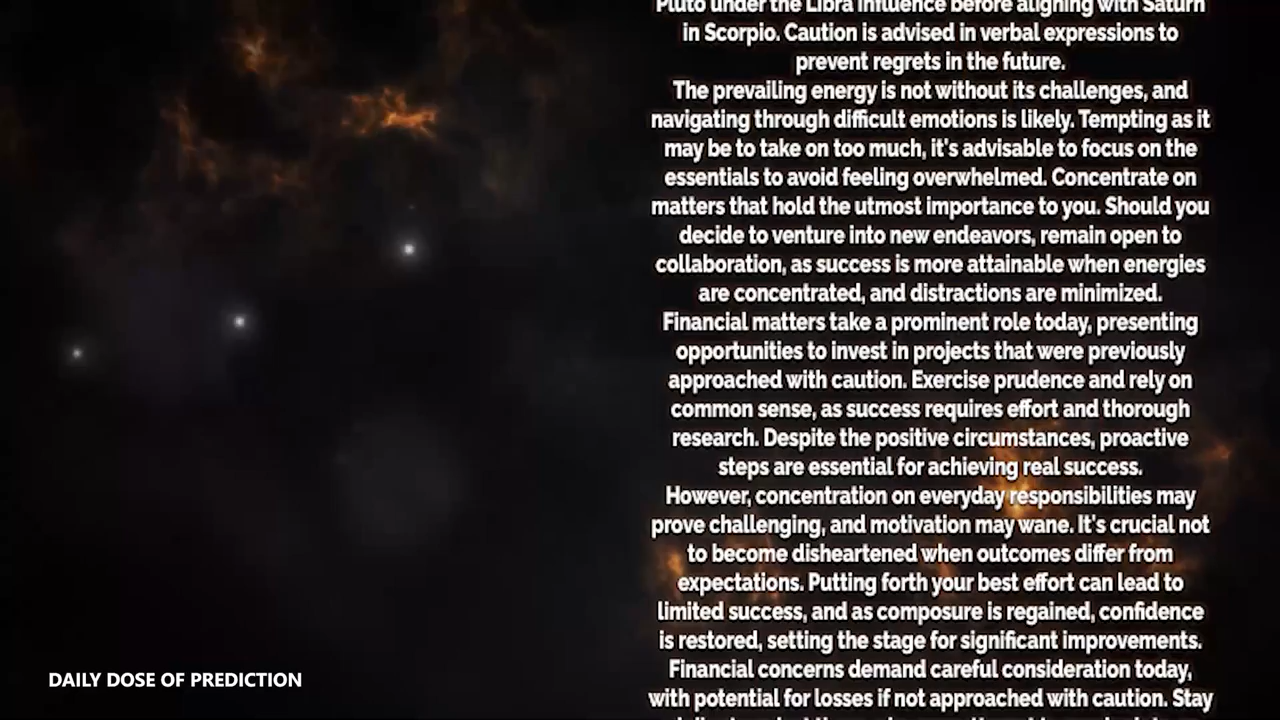 Pluto under the Libra influence before aligning with Saturn
in Scorpio. Caution is advised in verbal expressions to
prevent regrets in the future.
The prevailing energy is not without its challenges, and
navigating through difficult emotions is likely. Tempting as it
may be to take on too much, it's advisable to focus on the
essentials to avoid feeling overwhelmed. Concentrate on
matters that hold the utmost importance to you. Should you
decide to venture into new endeavors, remain open to
collaboration, as success is more attainable when energies
are concentrated, and distractions are minimized.
Financial matters take a prominent role today, presenting
opportunities to invest in projects that were previously
approached with caution. Exercise prudence and rely on
common sense, as success requires effort and thorough
research. Despite the positive circumstances, proactive
steps are essential for achieving real success.
However, concentration on everyday responsibilities may
prove challenging, and motivation may wane. It's crucial not
to become disheartened when outcomes differ from
expectations. Putting forth your best effort can lead to
limited success, and as composure is regained, confidence
is restored, setting the stage for significant improvements.
Financial concerns demand careful consideration today,
with potential for losses if not approached with caution. Stay
DAILY DOSE OF PREDICTION